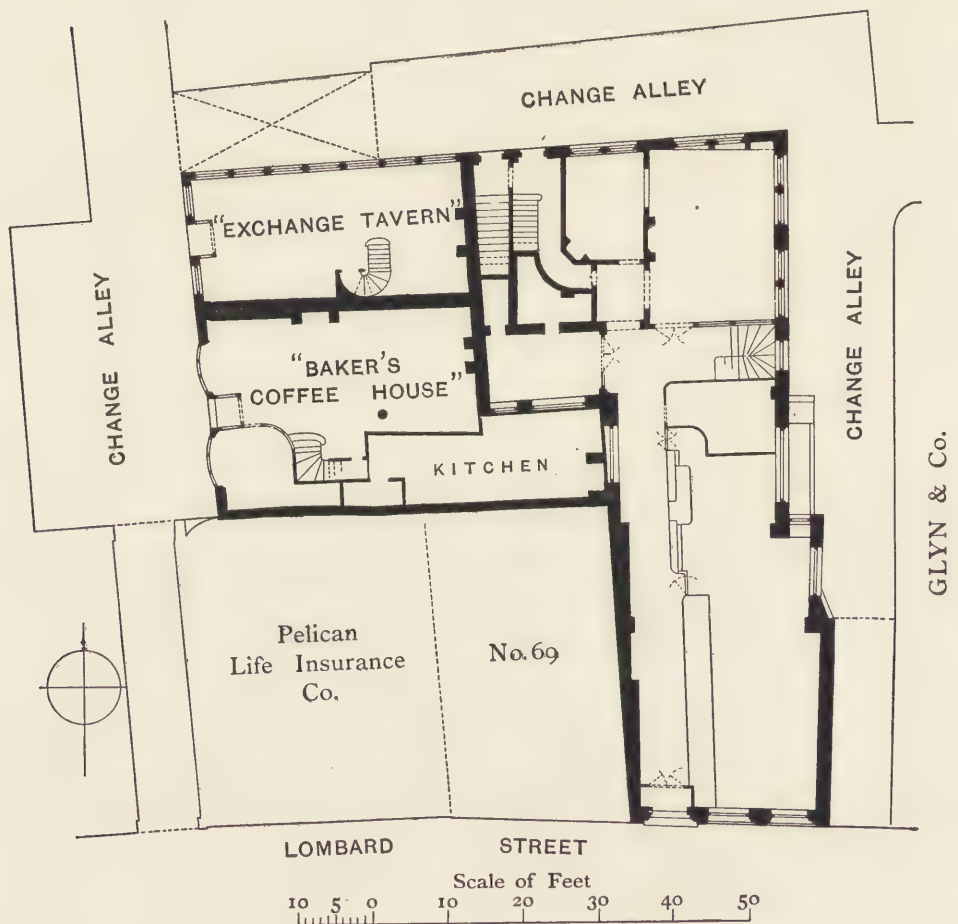 CHANGE ALLEY
"EXCHANGE TAVERN"
CHANGE ALLEY
"BAKER'S
COFFEE HOUSE"
CHANGE ALLEY
KITCHEN
GLYN & Co.
Pelican
Life Insurance
Co.
No. 69
LOMBARD STREET
Scale of Feet
10 5 0 10 20 30 40 50